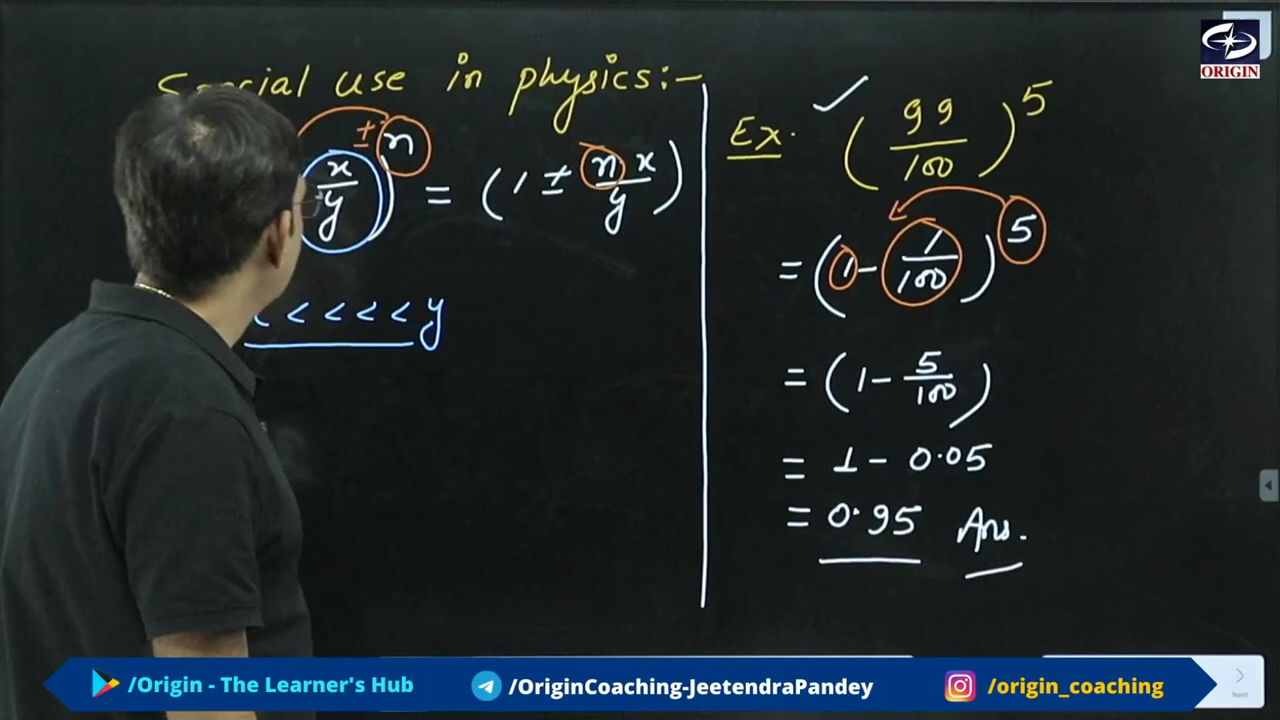 use in physics:-
x/y)^±n = (1 ± nx/y)
< < < < < y
Ex. (99/100)^5
= (1 - 1/100)^5
= (1 - 5/100)
= 1 - 0.05
= 0.95 Ans.
ORIGIN
Next
/Origin - The Learner's Hub
/OriginCoaching-JeetendraPandey
/origin_coaching